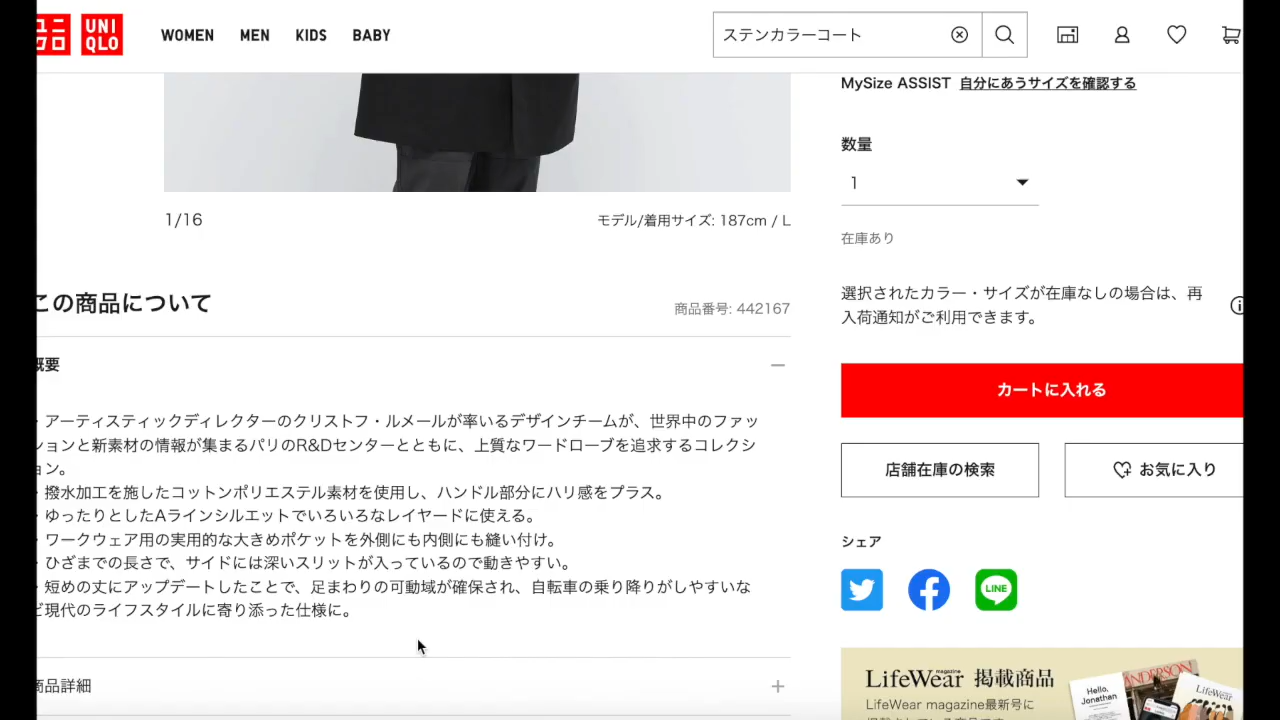 ユニクロ
UNIQLO
WOMEN MEN KIDS BABY
ステンカラーコート
MySize ASSIST 自分にあうサイズを確認する
数量
1
1/16
モデル/着用サイズ: 187cm / L
在庫あり
この商品について
商品番号: 442167
選択されたカラー・サイズが在庫なしの場合は、再
入荷通知がご利用できます。
概要
カートに入れる
・アーティスティックディレクターのクリストフ・ルメールが率いるデザインチームが、世界中のファッ
ションと新素材の情報が集まるパリのR&Dセンターとともに、上質なワードローブを追求するコレクシ
ョン。
・撥水加工を施したコットンポリエステル素材を使用し、ハンドル部分にハリ感をプラス。
・ゆったりとしたAラインシルエットでいろいろなレイヤードに使える。
・ワークウェア用の実用的な大きめポケットを外側にも内側にも縫い付け。
・ひざまでの長さで、サイドには深いスリットが入っているので動きやすい。
・短めの丈にアップデートしたことで、足まわりの可動域が確保され、自転車の乗り降りがしやすいな
ど現代のライフスタイルに寄り添った仕様に。
店舗在庫の検索
お気に入り
シェア
LINE
商品詳細
LifeWear magazine 掲載商品
LifeWear magazine最新号に
掲載されている商品です
Hello, Jonathan
ANDERSON
LifeWear